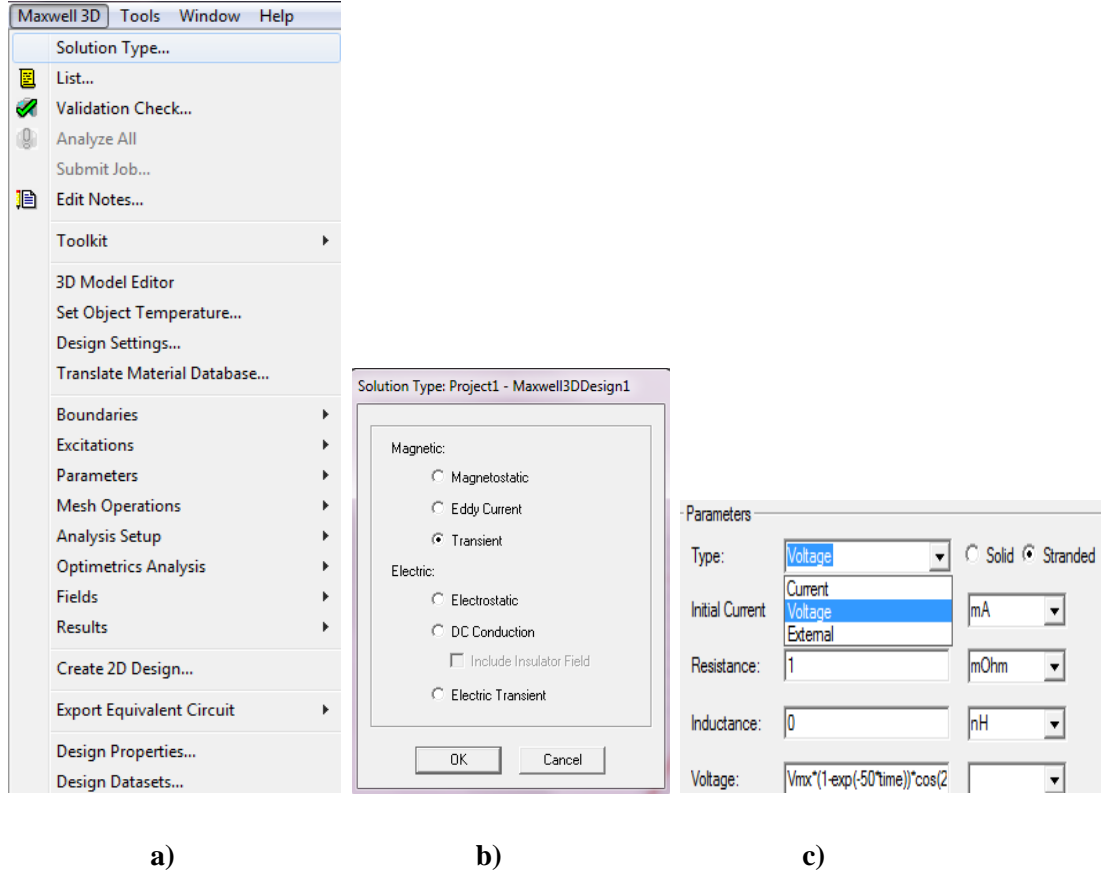 Maxwell 3D Tools Window Help
Solution Type...
List...
Validation Check...
Analyze All
Submit Job...
Edit Notes...
Toolkit
3D Model Editor
Set Object Temperature...
Design Settings...
Translate Material Database...
Boundaries
Excitations
Parameters
Mesh Operations
Analysis Setup
Optimetrics Analysis
Fields
Results
Create 2D Design...
Export Equivalent Circuit
Design Properties...
Design Datasets...
Solution Type: Project1 - Maxwell3DDesign1
Magnetic:
Magnetostatic
Eddy Current
Transient
Electric:
Electrostatic
DC Conduction
Include Insulator Field
Electric Transient
OK Cancel
Parameters
Type: Voltage Solid Stranded
Current
Initial Current Voltage mA
External
Resistance: 1 mOhm
Inductance: 0 nH
Voltage: Vmx*(1-exp(-50*time))*cos(2
a) b) c)